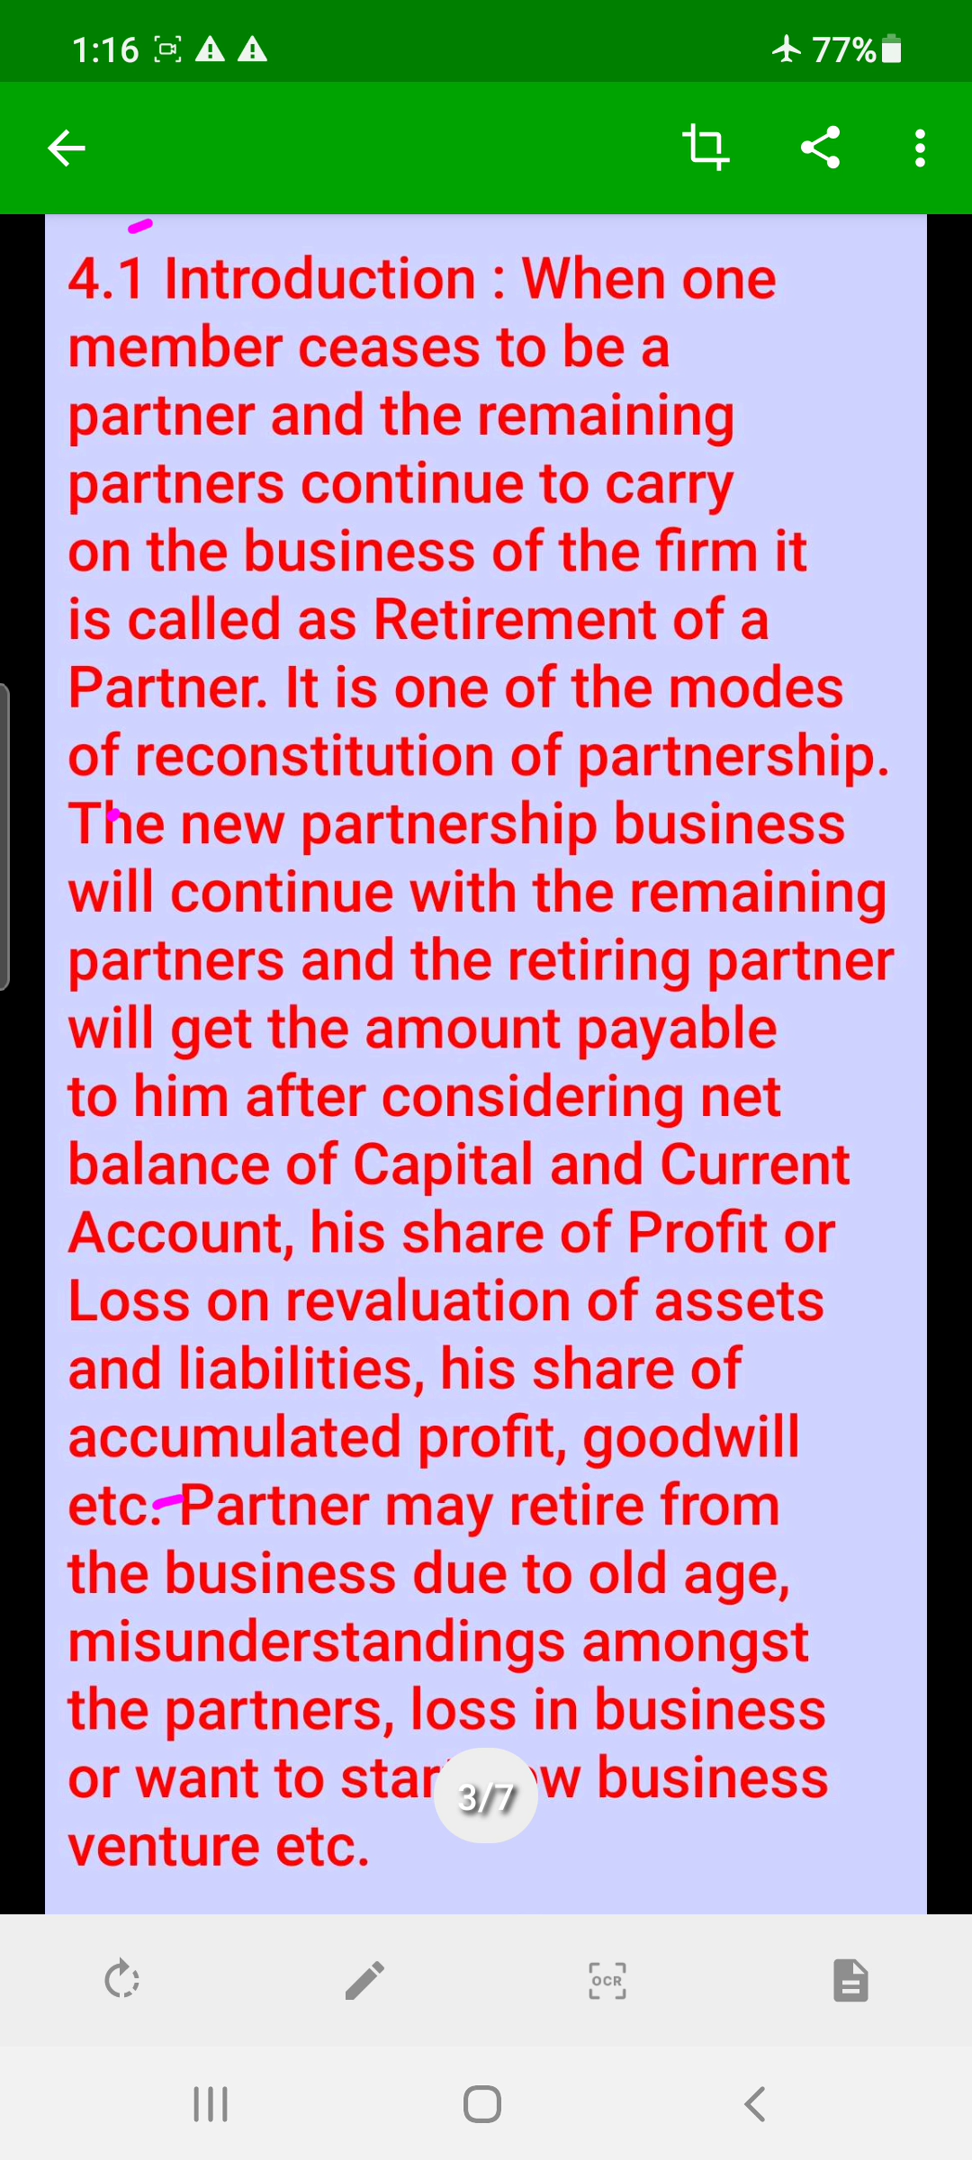 1:16 77%
4.1 Introduction : When one
member ceases to be a
partner and the remaining
partners continue to carry
on the business of the firm it
is called as Retirement of a
Partner. It is one of the modes
of reconstitution of partnership.
The new partnership business
will continue with the remaining
partners and the retiring partner
will get the amount payable
to him after considering net
balance of Capital and Current
Account, his share of Profit or
Loss on revaluation of assets
and liabilities, his share of
accumulated profit, goodwill
etc. Partner may retire from
the business due to old age,
misunderstandings amongst
the partners, loss in business
or want to business
3/7
venture etc.
OCR